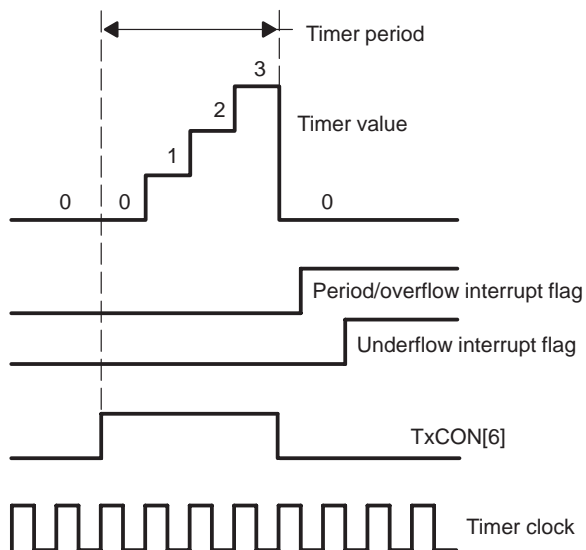 Timer period
3
2
Timer value
1
0 0 0
Period/overflow interrupt flag
Underflow interrupt flag
TxCON[6]
Timer clock